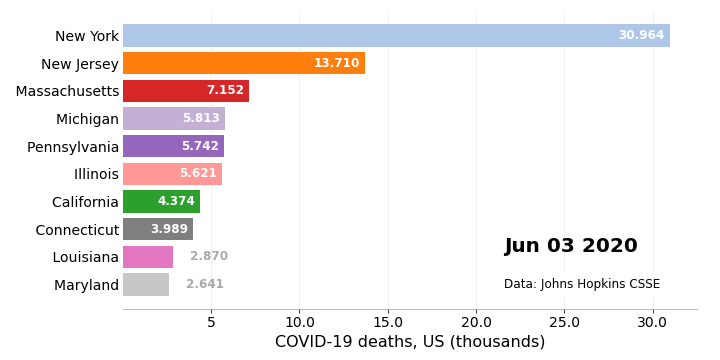 New York 30.964
New Jersey 13.710
Massachusetts 7.152
Michigan 5.813
Pennsylvania 5.742
Illinois 5.621
California 4.374
Connecticut 3.989
Louisiana 2.870
Maryland 2.641
Jun 03 2020
Data: Johns Hopkins CSSE
5 10.0 15.0 20.0 25.0 30.0
COVID-19 deaths, US (thousands)